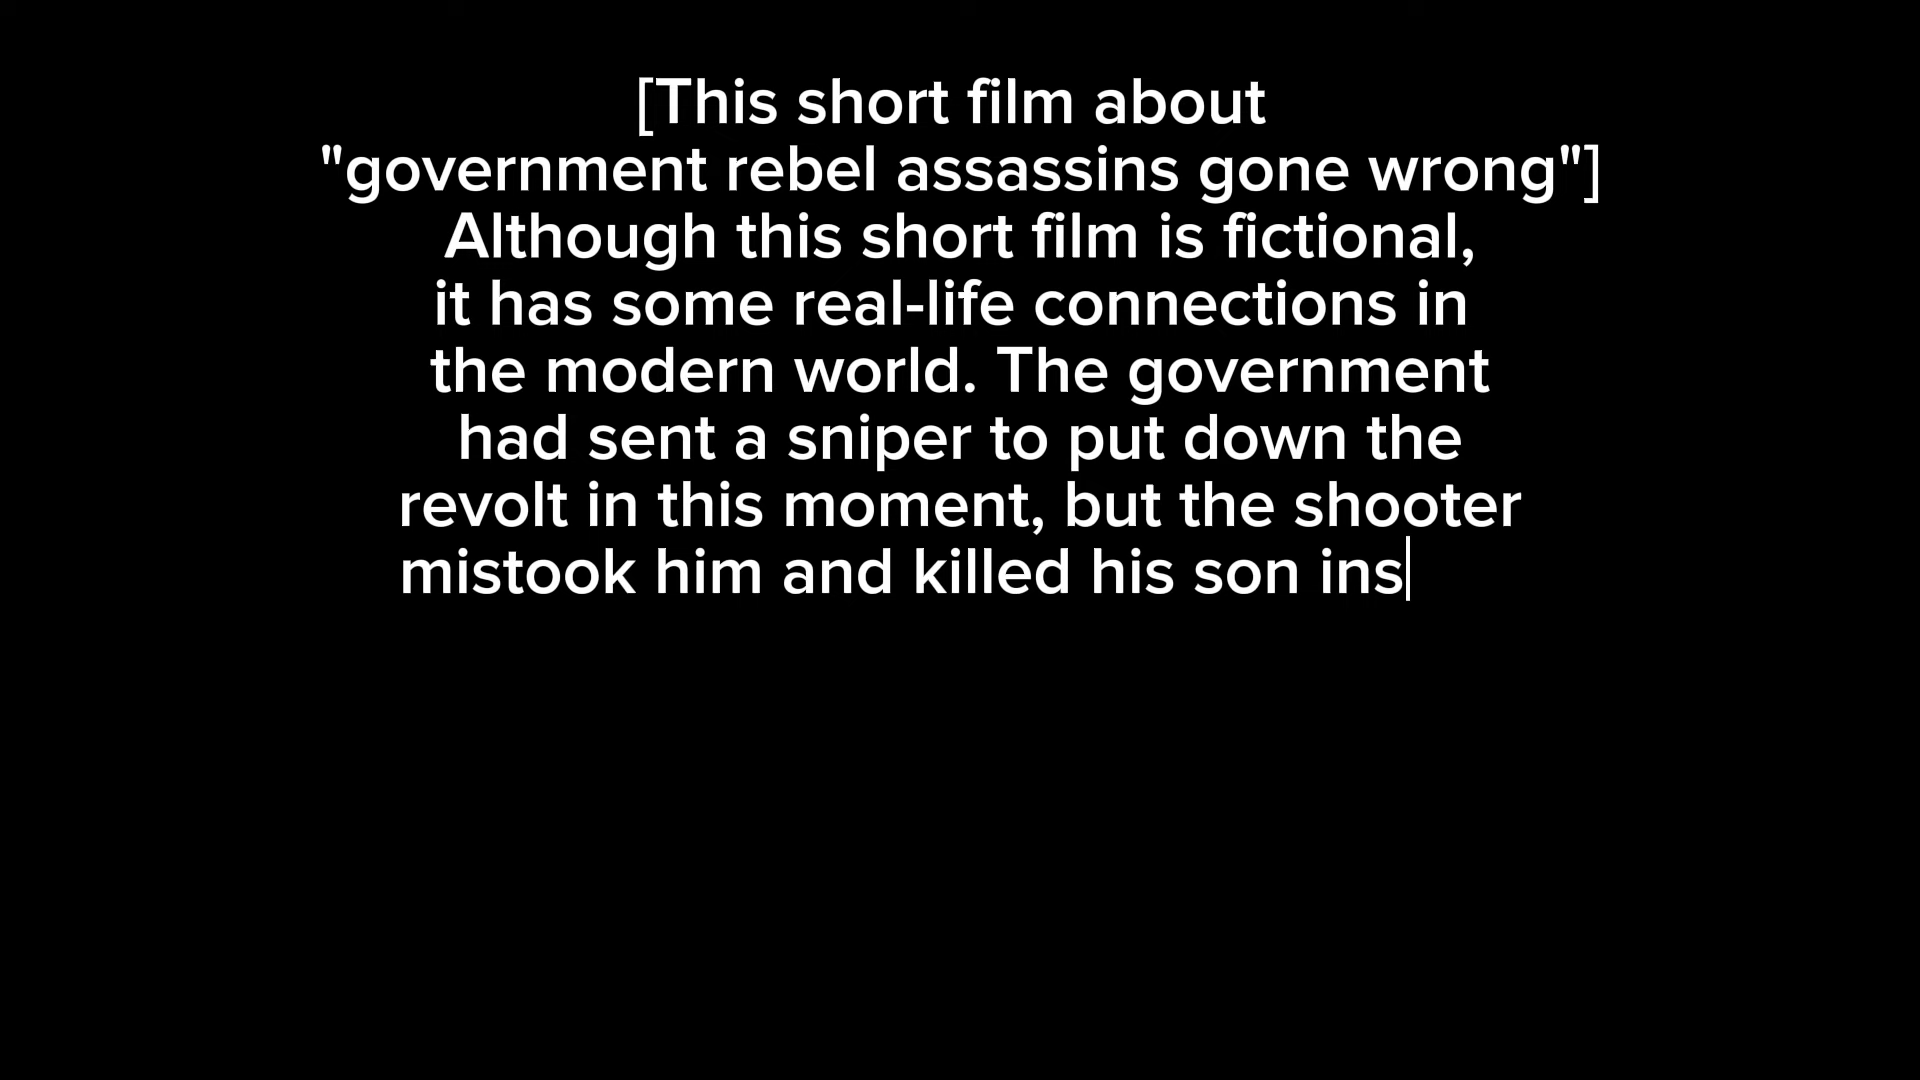 [This short film about
"government rebel assassins gone wrong"]
Although this short film is fictional,
it has some real-life connections in
the modern world. The government
had sent a sniper to put down the
revolt in this moment, but the shooter
mistook him and killed his son ins